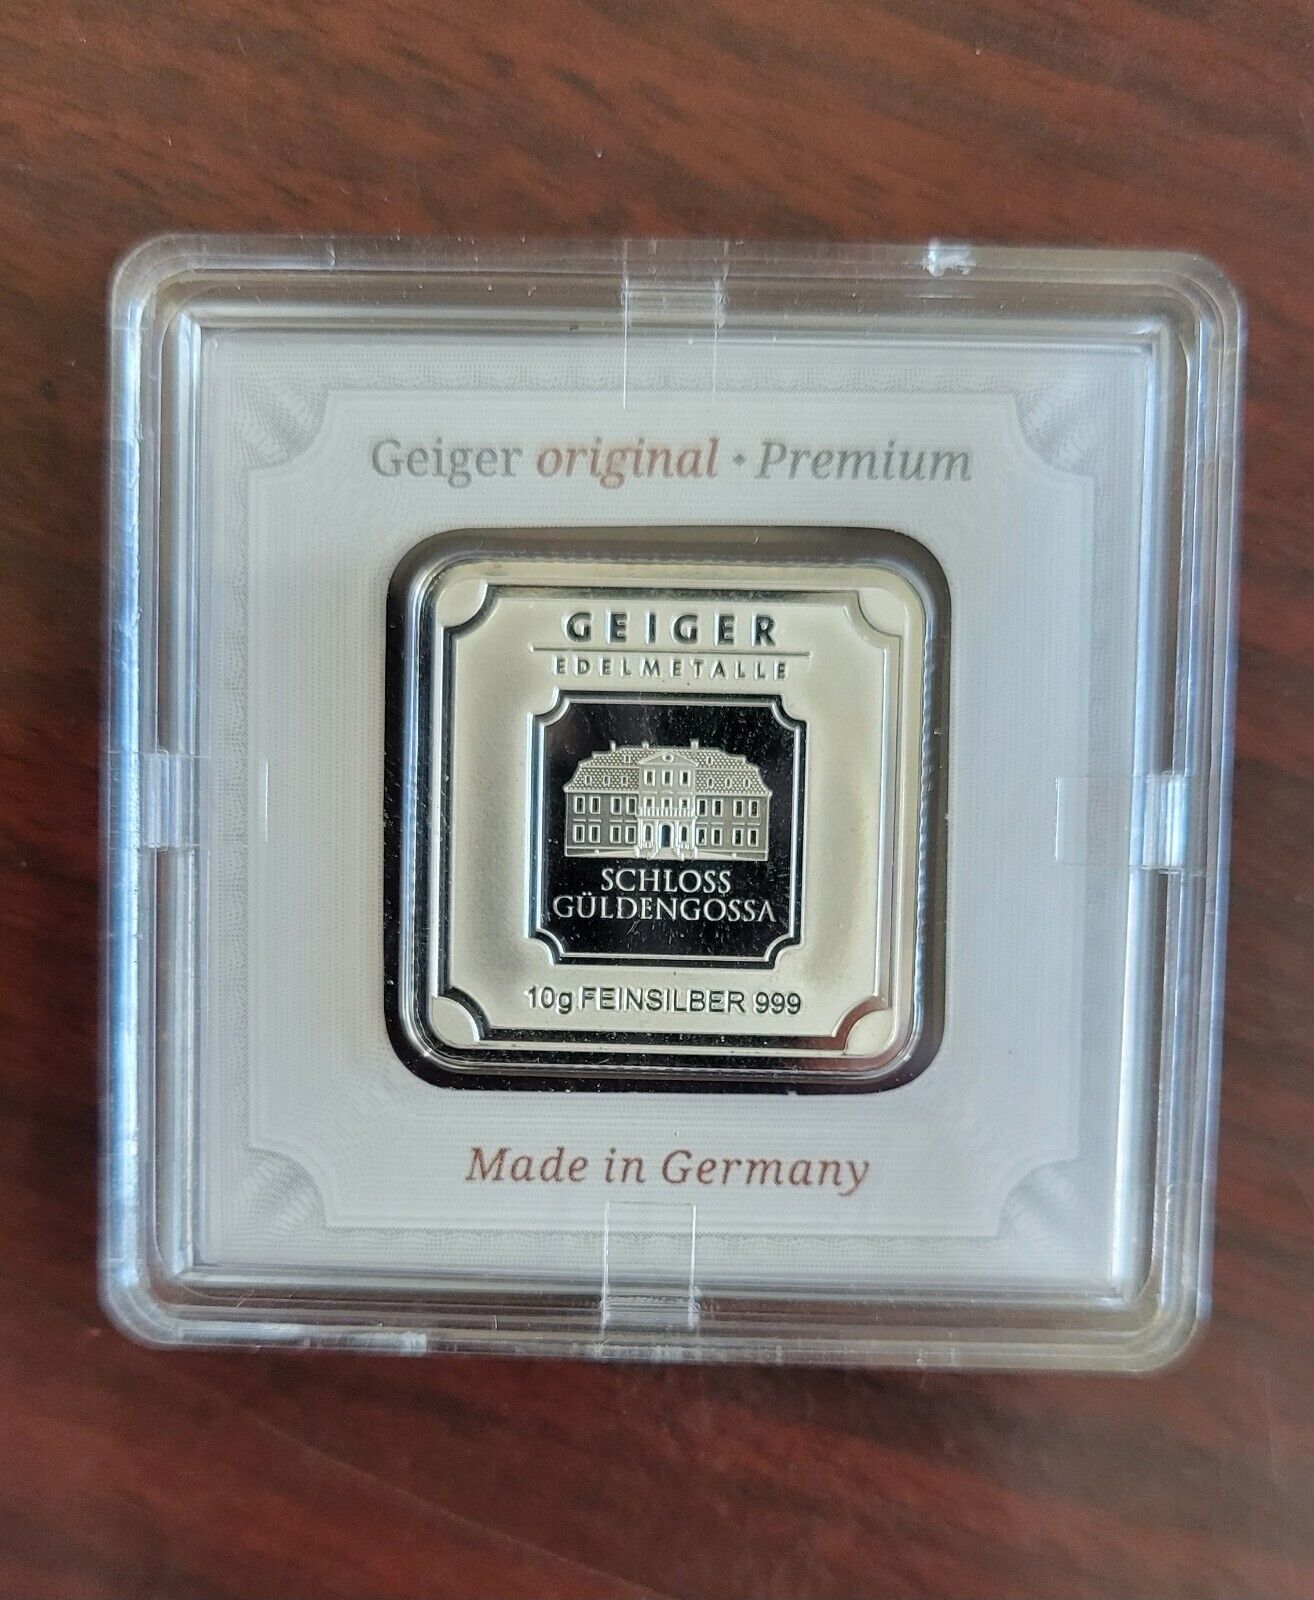 Geiger original • Premium
GEIGER
EDELMETALLE
SCHLOSS
GÜLDENGOSSA
10g FEINSILBER 999
Made in Germany